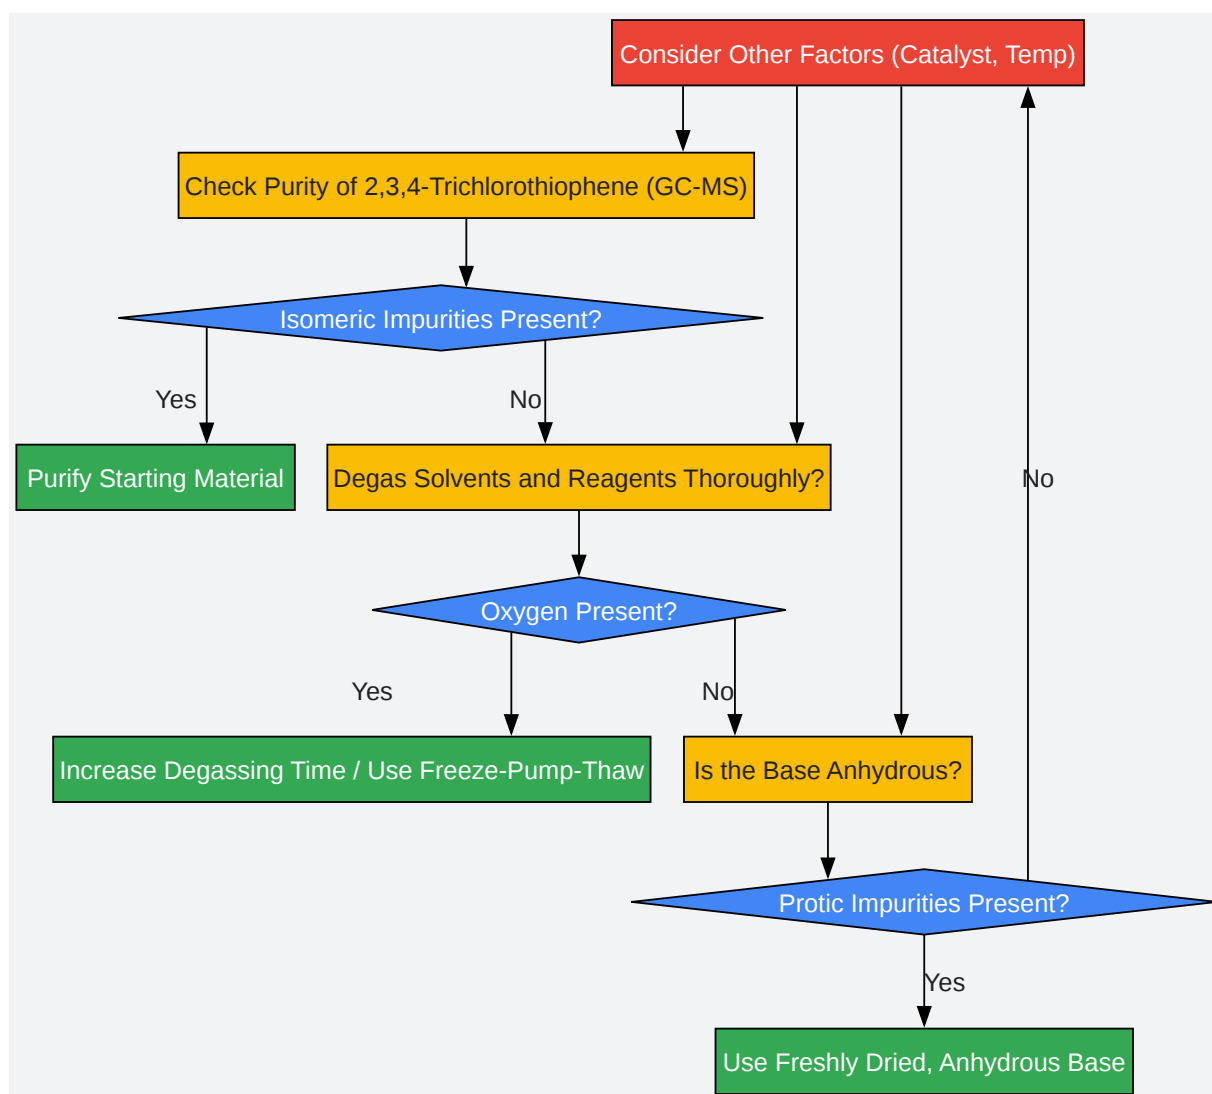 Consider Other Factors (Catalyst, Temp)
Check Purity of 2,3,4-Trichlorothiophene (GC-MS)
Isomeric Impurities Present?
Yes
No
Purify Starting Material
Degas Solvents and Reagents Thoroughly?
No
Oxygen Present?
Yes
No
Increase Degassing Time / Use Freeze-Pump-Thaw
Is the Base Anhydrous?
Protic Impurities Present?
Yes
Use Freshly Dried, Anhydrous Base